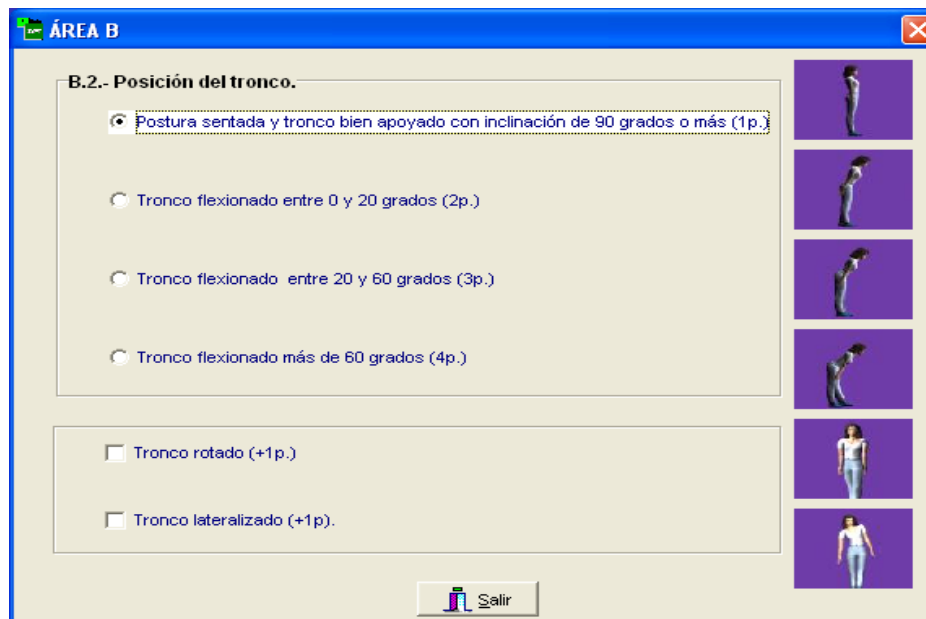 ÁREA B
B.2.- Posición del tronco.
Postura sentada y tronco bien apoyado con inclinación de 90 grados o más (1p.)
Tronco flexionado entre 0 y 20 grados (2p.)
Tronco flexionado  entre 20 y 60 grados (3p.)
Tronco flexionado más de 60 grados (4p.)
Tronco rotado (+1p.)
Tronco lateralizado (+1p).
Salir